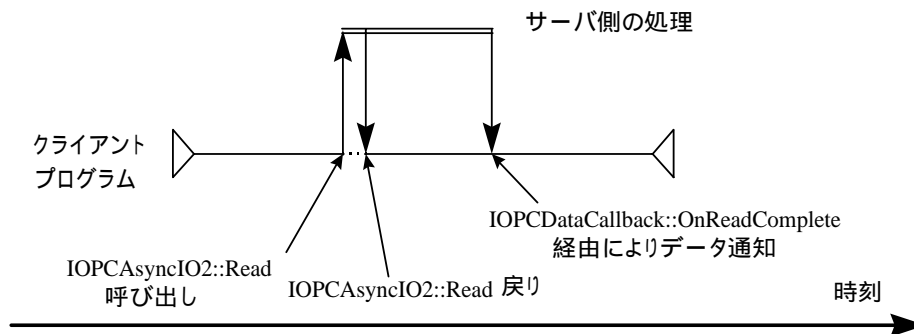 サーバ側の処理
クライアント
プログラム
IOPCDataCallback::OnReadComplete
経由によりデータ通知
IOPCAsyncIO2::Read
呼び出し
IOPCAsyncIO2::Read 戻り
時刻